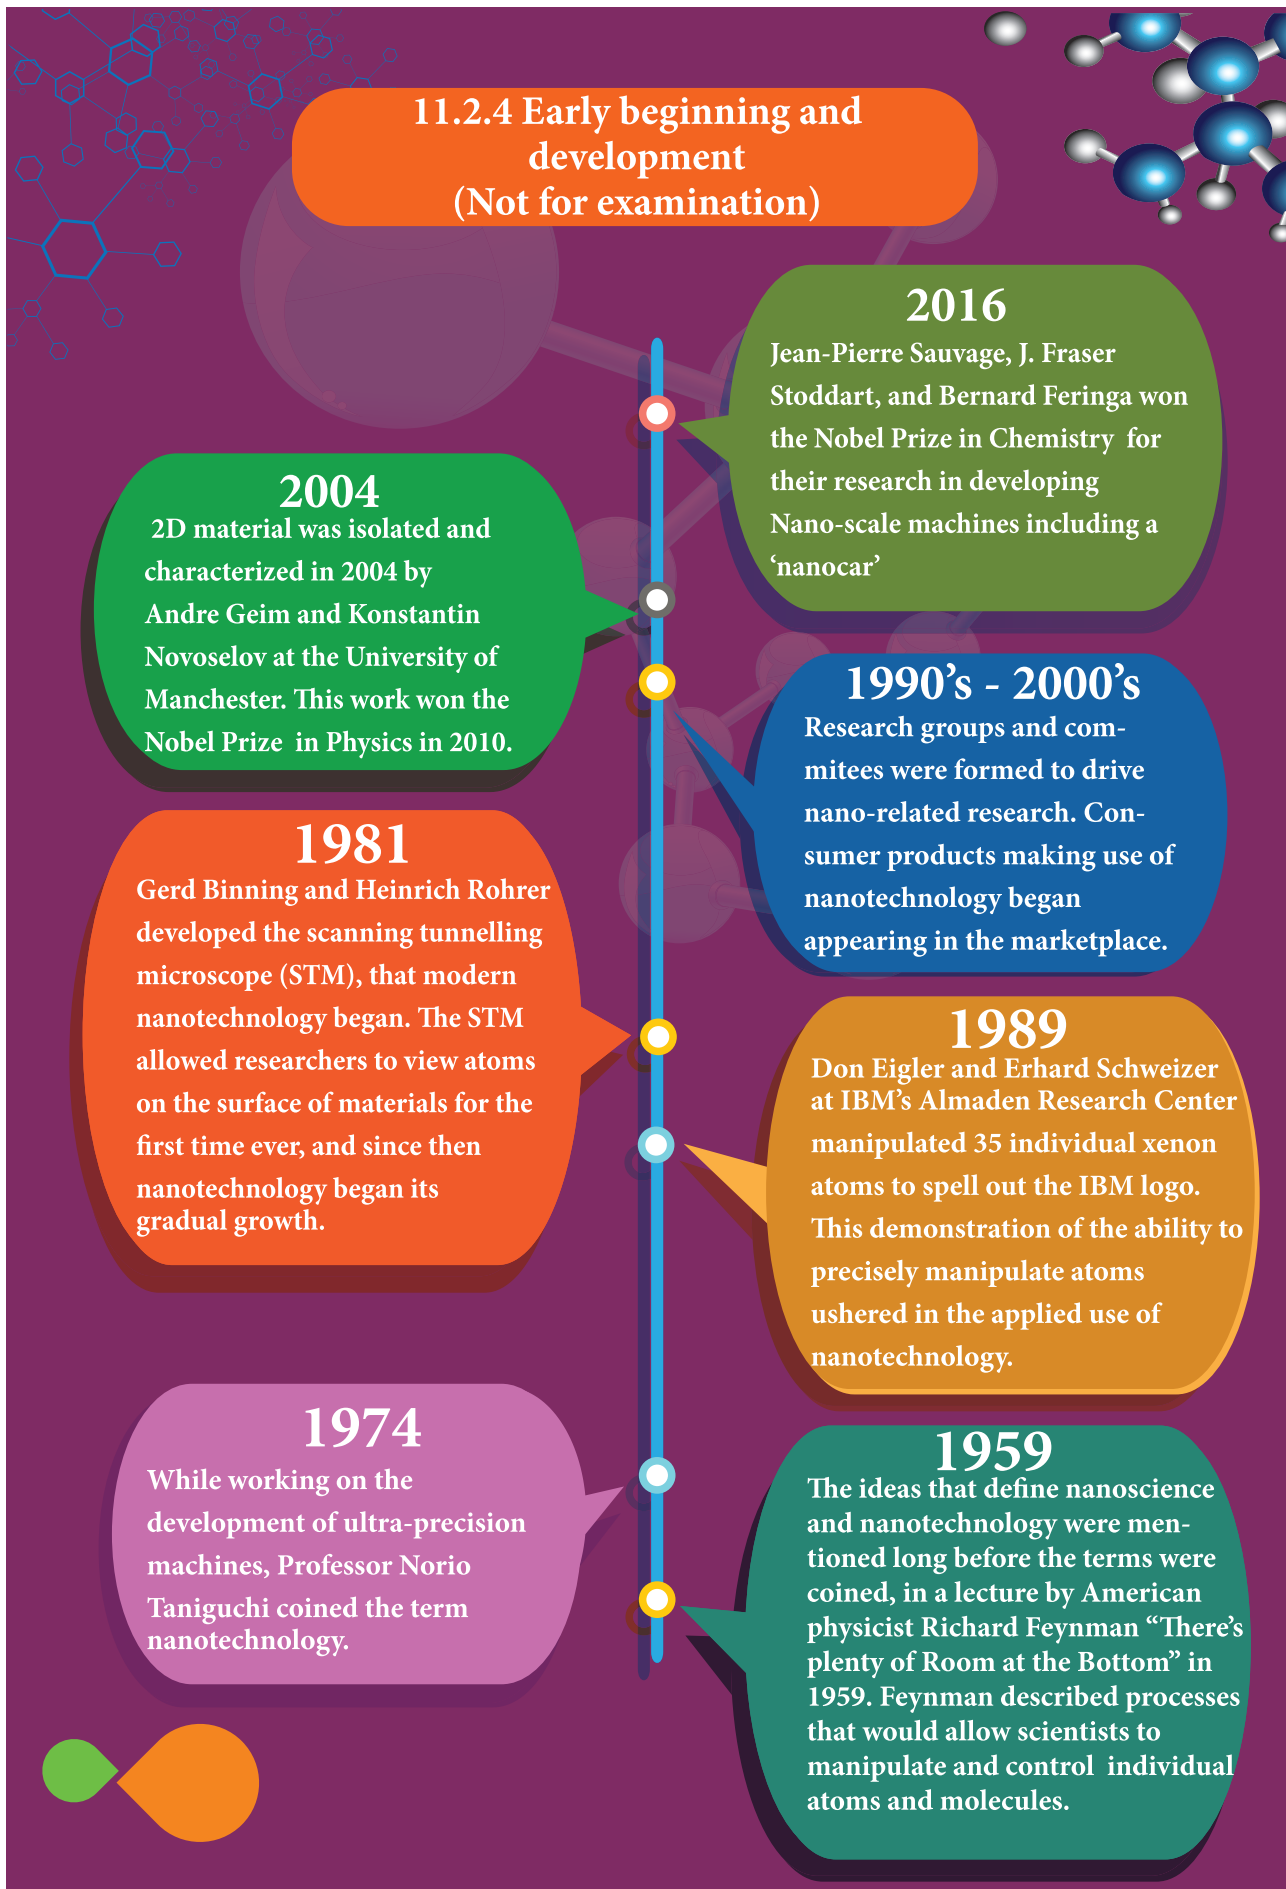 11.2.4 Early beginning and
development
(Not for examination)
2016
Jean-Pierre Sauvage, J. Fraser
Stoddart, and Bernard Feringa won
the Nobel Prize in Chemistry for
their research in developing
Nano-scale machines including a
‘nanocar’
2004
2D material was isolated and
characterized in 2004 by
Andre Geim and Konstantin
Novoselov at the University of
Manchester. This work won the
Nobel Prize in Physics in 2010.
1990’s - 2000’s
Research groups and com-
mitees were formed to drive
nano-related research. Con-
sumer products making use of
nanotechnology began
appearing in the marketplace.
1981
Gerd Binning and Heinrich Rohrer
developed the scanning tunnelling
microscope (STM), that modern
nanotechnology began. The STM
allowed researchers to view atoms
on the surface of materials for the
first time ever, and since then
nanotechnology began its
gradual growth.
1989
Don Eigler and Erhard Schweizer
at IBM’s Almaden Research Center
manipulated 35 individual xenon
atoms to spell out the IBM logo.
This demonstration of the ability to
precisely manipulate atoms
ushered in the applied use of
nanotechnology.
1974
While working on the
development of ultra-precision
machines, Professor Norio
Taniguchi coined the term
nanotechnology.
1959
The ideas that define nanoscience
and nanotechnology were men-
tioned long before the terms were
coined, in a lecture by American
physicist Richard Feynman “There’s
plenty of Room at the Bottom” in
1959. Feynman described processes
that would allow scientists to
manipulate and control individual
atoms and molecules.